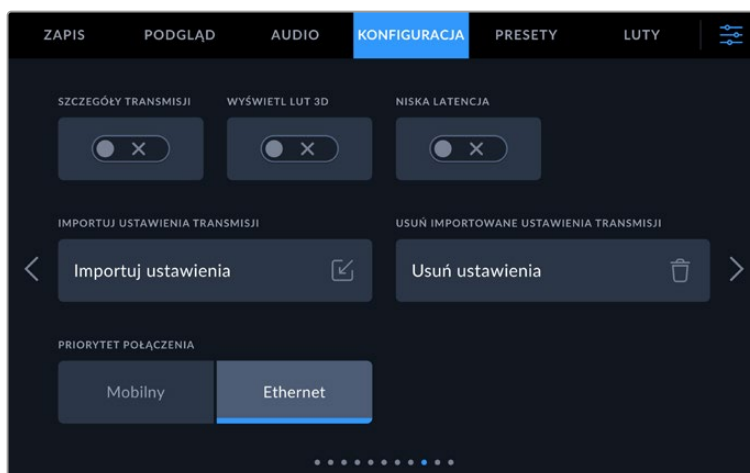 ZAPIS PODGLĄD AUDIO KONFIGURACJA PRESETY LUTY
SZCZEGÓŁY TRANSMISJI WYŚWIETL LUT 3D NISKA LATENCJA
IMPORTUJ USTAWIENIA TRANSMISJI USUŃ IMPORTOWANE USTAWIENIA TRANSMISJI
Importuj ustawienia Usuń ustawienia
PRIORYTET POŁĄCZENIA
Mobilny Ethernet